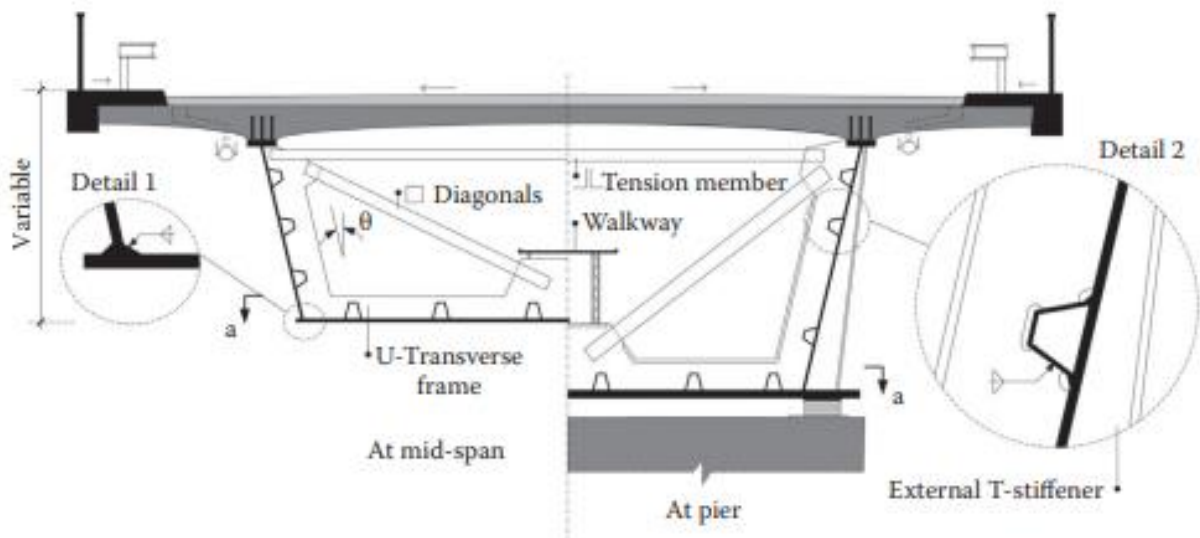 Detail 1
Detail 2
Variable
Diagonals
Tension member
θ
Walkway
a
U-Transverse
frame
a
At mid-span
At pier
External T-stiffener